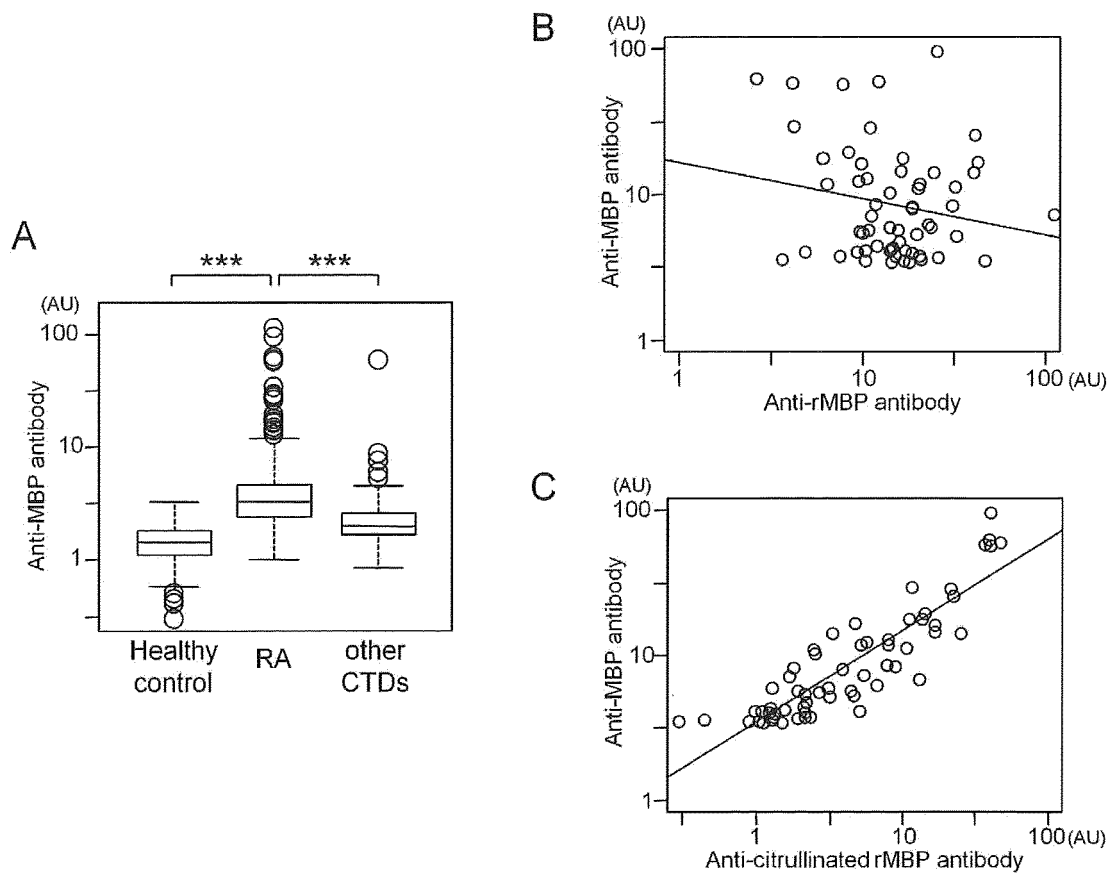 A
(AU)
Anti-MBP antibody
100
10
1
***
***
Healthy
control
RA
other
CTDs
B
(AU)
Anti-MBP antibody
100
10
1
1
10
100 (AU)
Anti-rMBP antibody
C
(AU)
Anti-MBP antibody
100
10
1
1
10
100 (AU)
Anti-citrullinated rMBP antibody